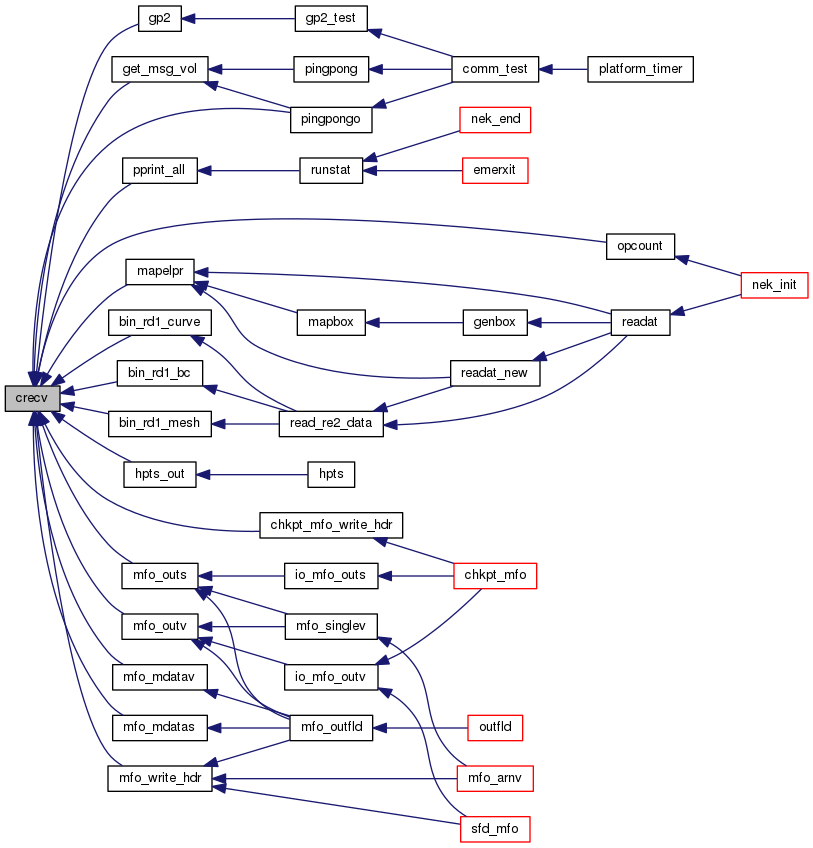 gp2
gp2_test
get_msg_vol
pingpong
comm_test
platform_timer
pingpongo
nek_end
pprint_all
runstat
emerxit
opcount
mapelpr
nek_init
bin_rd1_curve
mapbox
genbox
readat
bin_rd1_bc
readat_new
crecv
bin_rd1_mesh
read_re2_data
hpts_out
hpts
chkpt_mfo_write_hdr
mfo_outs
io_mfo_outs
chkpt_mfo
mfo_outv
mfo_singlev
mfo_mdatav
io_mfo_outv
mfo_mdatas
mfo_outfld
outfld
mfo_write_hdr
mfo_arnv
sfd_mfo